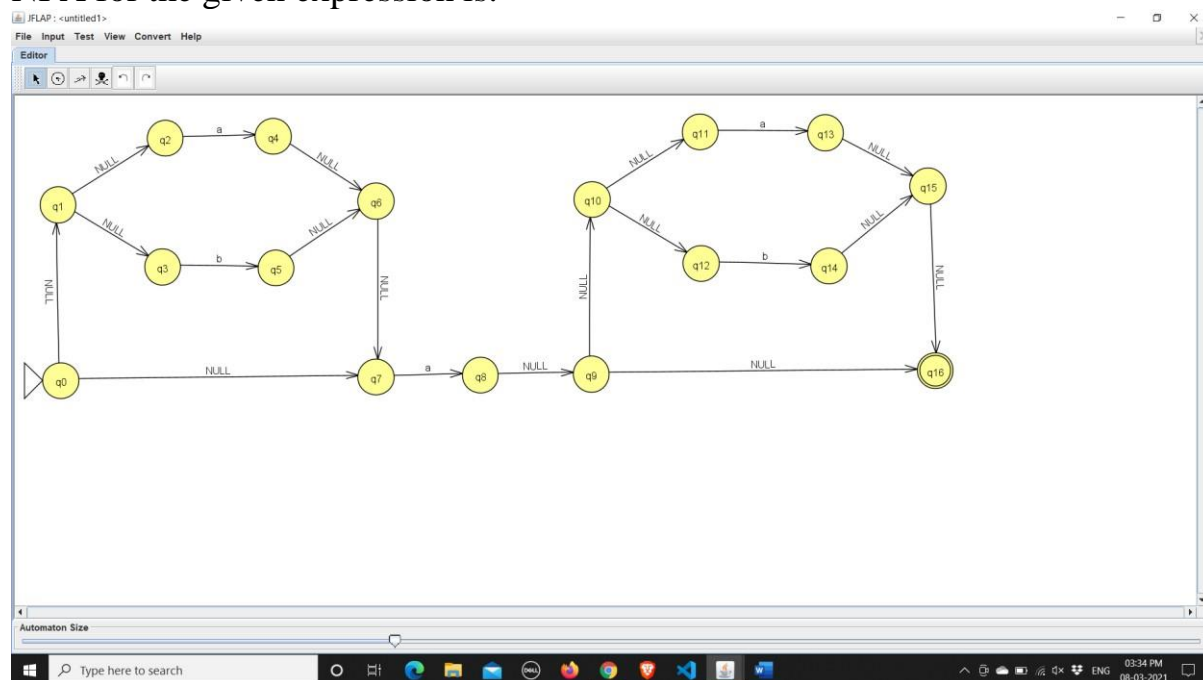 NFA for the given expression is:
JFLAP : <untitled1>
File Input Test View Convert Help
Editor
q2 a q4
q11 a q13
NULL NULL
NULL NULL
q1 q6
q10 q15
NULL NULL
NULL NULL
q3 b q5
q12 b q14
NULL NULL
NULL NULL
q0 NULL q7 a q8 NULL q9 NULL q16
Automaton Size
Type here to search
DELL
W
ENG
03:34 PM
08-03-2021